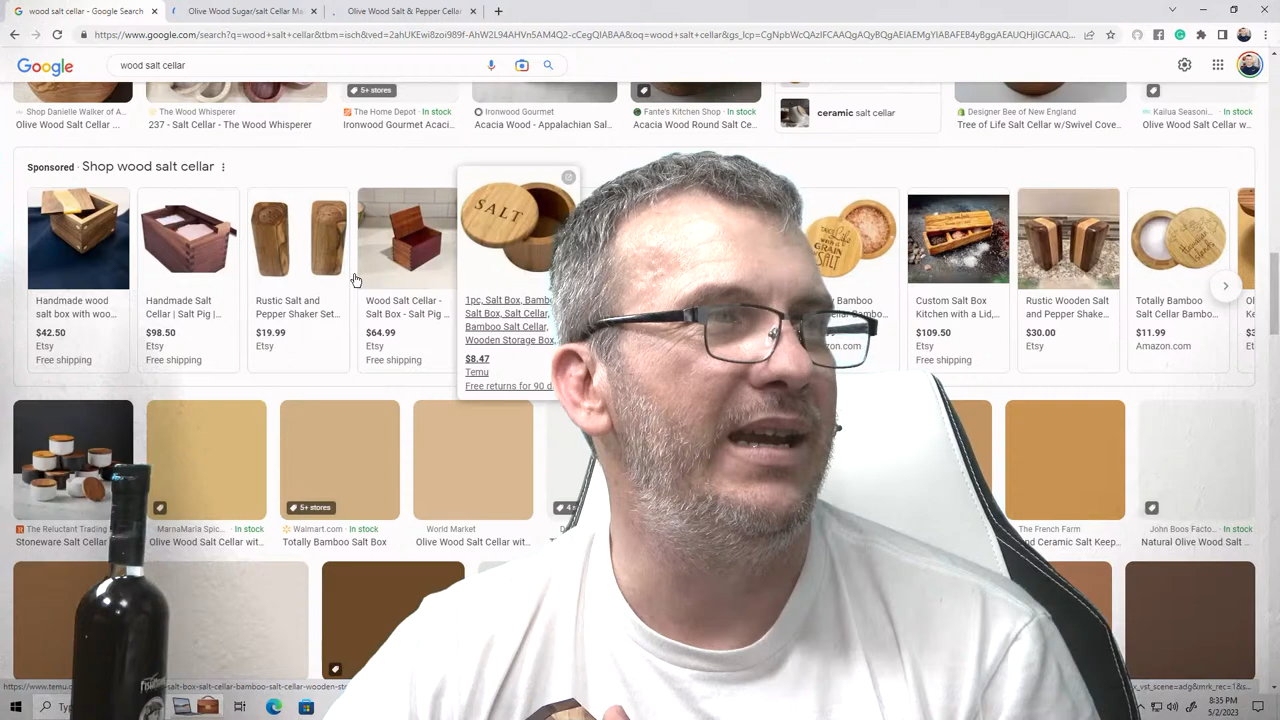 wood salt cellar - Google Search
Olive Wood Sugar/salt Cellar Ma
Olive Wood Salt & Pepper Cellar
Google
wood salt cellar
5+ stores
Shop Danielle Walker of A...
Olive Wood Salt Cellar ...
The Wood Whisperer
237 - Salt Cellar - The Wood Whisperer
The Home Depot · In stock
Ironwood Gourmet Acaci...
Ironwood Gourmet
Acacia Wood - Appalachian Sal...
Fante's Kitchen Shop · In stock
Acacia Wood Round Salt Ce...
ceramic salt cellar
Designer Bee of New England
Tree of Life Salt Cellar w/Swivel Cove...
Kailua Seasoni...
In stock
Olive Wood Salt Cellar w...
Sponsored · Shop wood salt cellar
Handmade wood
salt box with woo...
$42.50
Etsy
Free shipping
Handmade Salt
Cellar | Salt Pig |...
$98.50
Etsy
Free shipping
Rustic Salt and
Pepper Shaker Set...
$19.99
Etsy
Wood Salt Cellar -
Salt Box - Salt Pig ...
$64.99
Etsy
Free shipping
SALT
1pc, Salt Box, Bamb
Salt Box, Salt Cellar,
Bamboo Salt Cellar,
Wooden Storage Box,
$8.47
Temu
Free returns for 90 d
Bamboo
Cellar
Custom Salt Box
Kitchen with a Lid,...
$109.50
Etsy
Free shipping
Rustic Wooden Salt
and Pepper Shake...
$30.00
Etsy
Totally Bamboo
Salt Cellar Bambo...
$11.99
Amazon.com
The Reluctant Trading
Stoneware Salt Cellar
MarnaMaria Spic...
In stock
Olive Wood Salt Cellar wit...
5+ stores
Walmart.com · In stock
Totally Bamboo Salt Box
World Market
Olive Wood Salt Cellar wit...
The French Farm
and Ceramic Salt Keep...
John Boos Facto...
In stock
Natural Olive Wood Salt ...
8:35 PM
5/2/2023